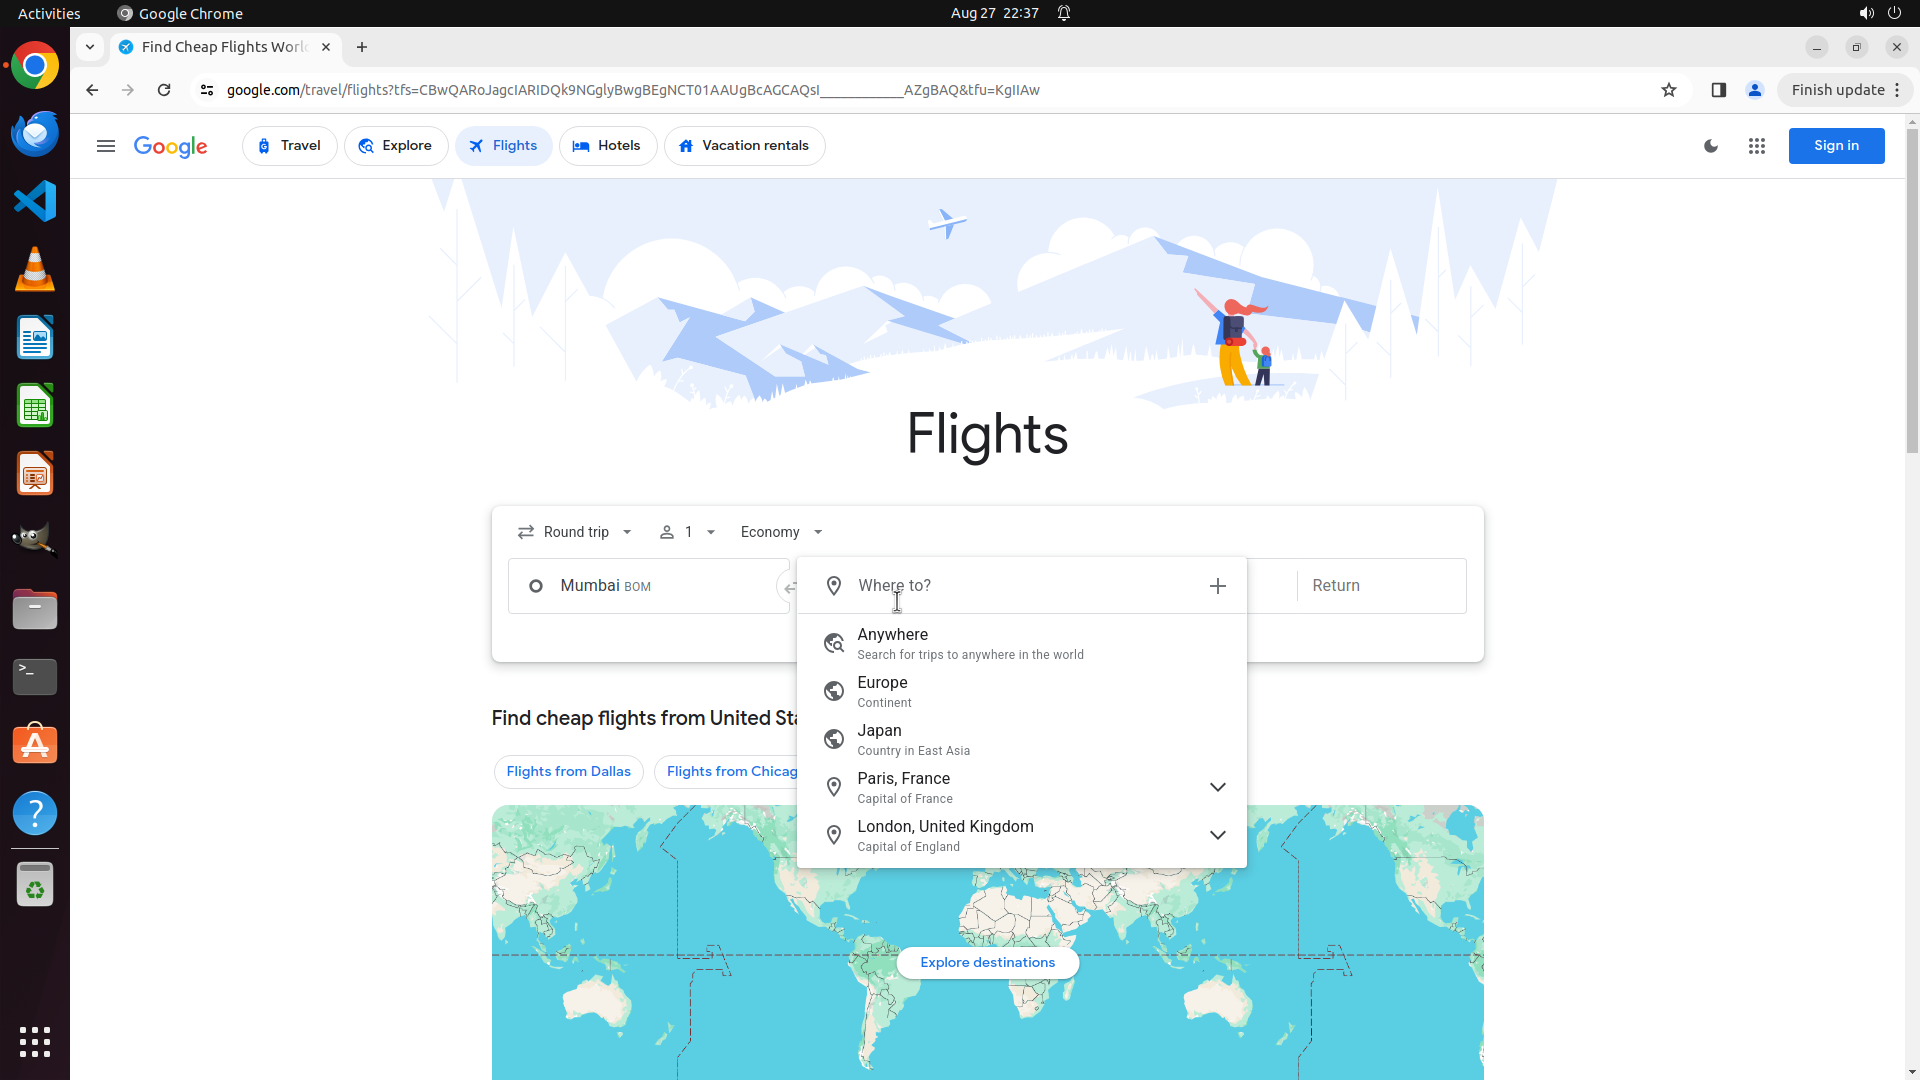 Activities
Google Chrome
Aug 27 22:37
Find Cheap Flights Worl
google.com/travel/flights?tfs=CBwQARoJagcIARIDQk9NGglyBwgBEgNCT01AAUgBcAGCAQsI____________AZgBAQ&tfu=KgIIAw
Finish update
Google
Travel
Explore
Flights
Hotels
Vacation rentals
Sign in
Flights
Round trip
1
Economy
Mumbai BOM
Where to?
Return
Anywhere
Search for trips to anywhere in the world
Europe
Continent
Japan
Country in East Asia
Paris, France
Capital of France
London, United Kingdom
Capital of England
Find cheap flights from United Sta
Flights from Dallas
Flights from Chicag
Explore destinations